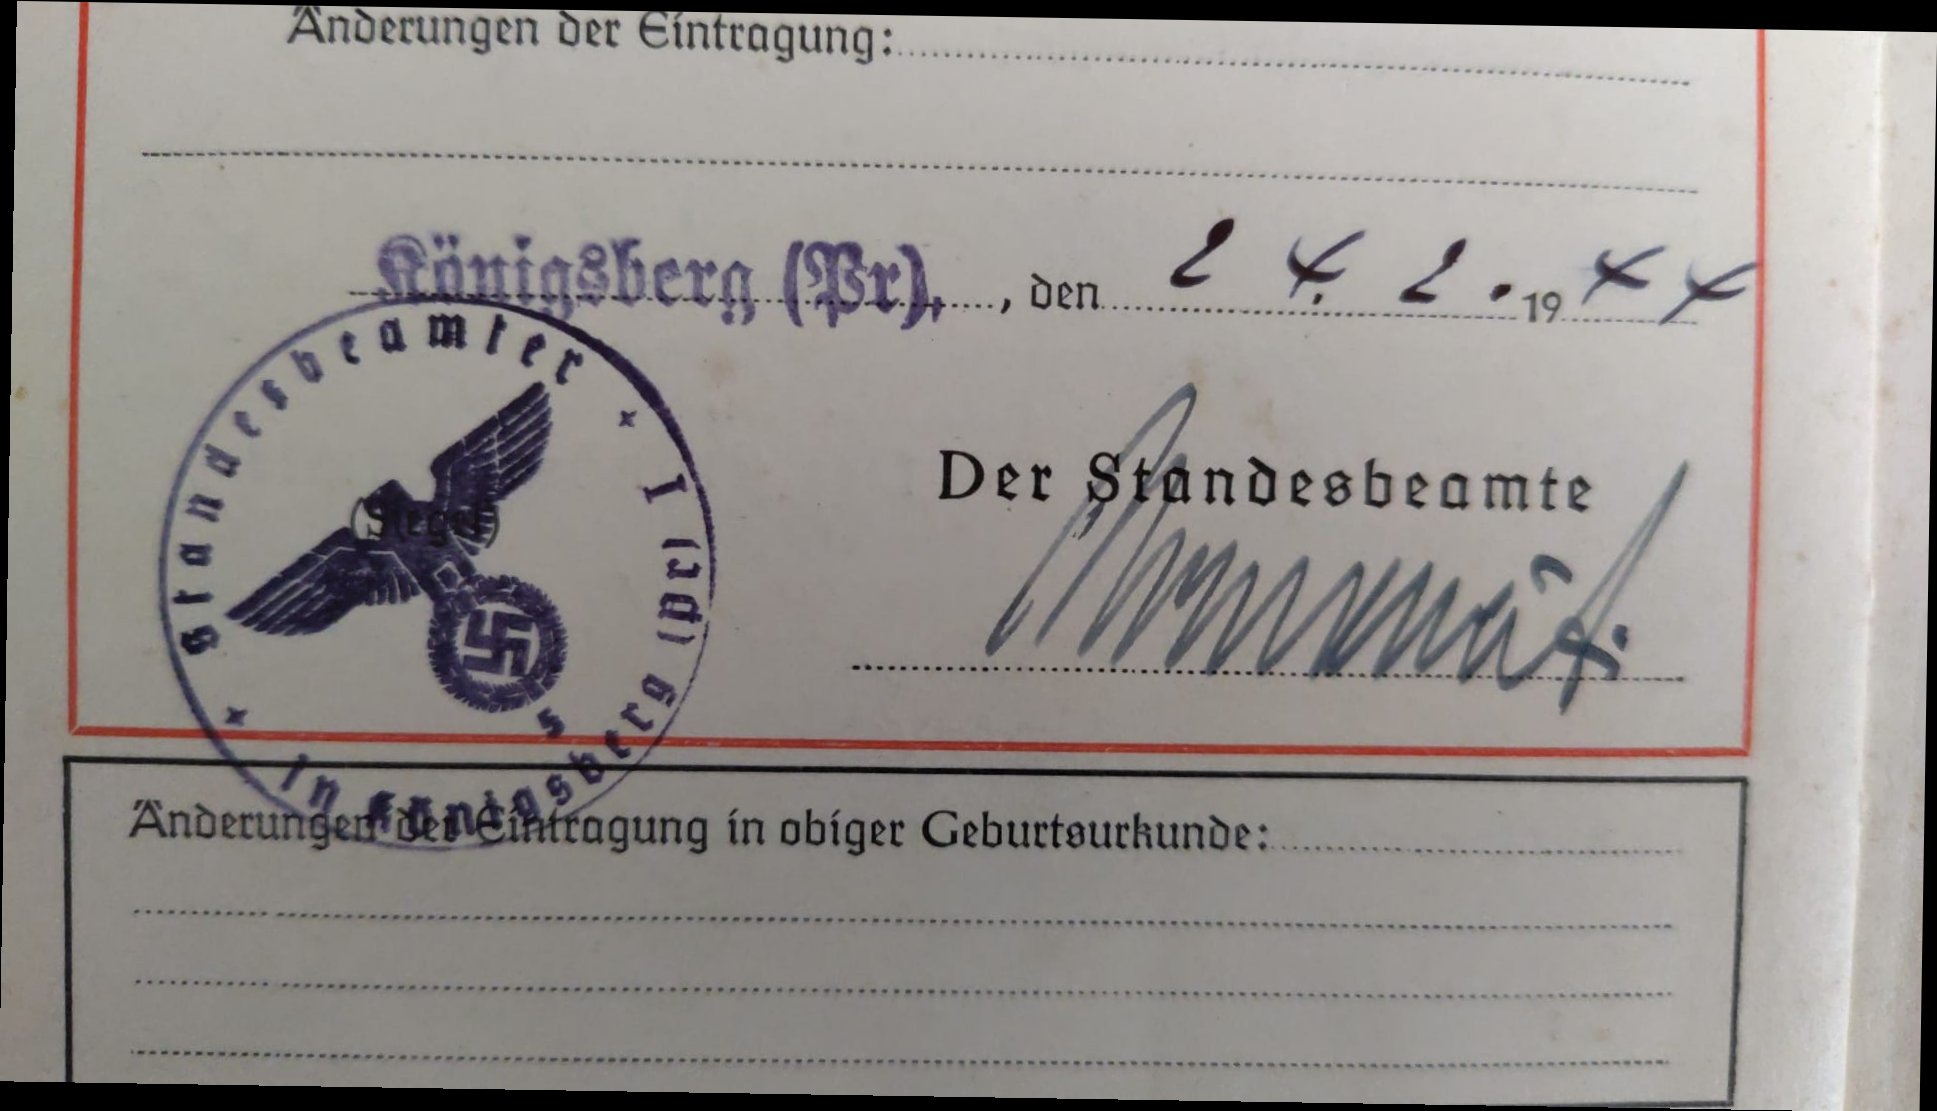 Änderungen der Eintragung:
Königsberg (Pr), , den 24. 2. 1944
Standesbeamter I
(Siegel)
in Königsberg (Pr)
5
Der Standesbeamte
Änderungen der Eintragung in obiger Geburtsurkunde: